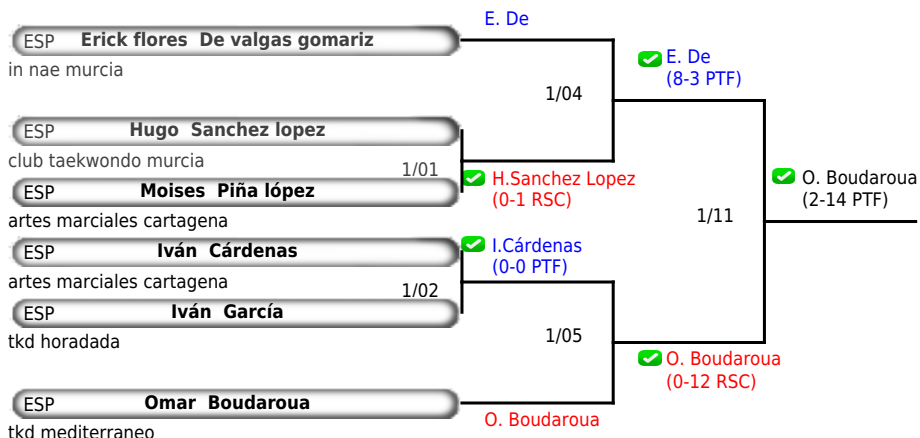 E. De
ESP Erick flores De valgas gomariz
in nae murcia
E. De
(8-3 PTF)
1/04
ESP Hugo Sanchez lopez
club taekwondo murcia
1/01
H.Sanchez Lopez
(0-1 RSC)
ESP Moises Piña lópez
artes marciales cartagena
O. Boudaroua
(2-14 PTF)
1/11
ESP Iván Cárdenas
artes marciales cartagena
I.Cárdenas
(0-0 PTF)
1/02
ESP Iván García
tkd horadada
1/05
O. Boudaroua
(0-12 RSC)
ESP Omar Boudaroua
tkd mediterraneo
O. Boudaroua